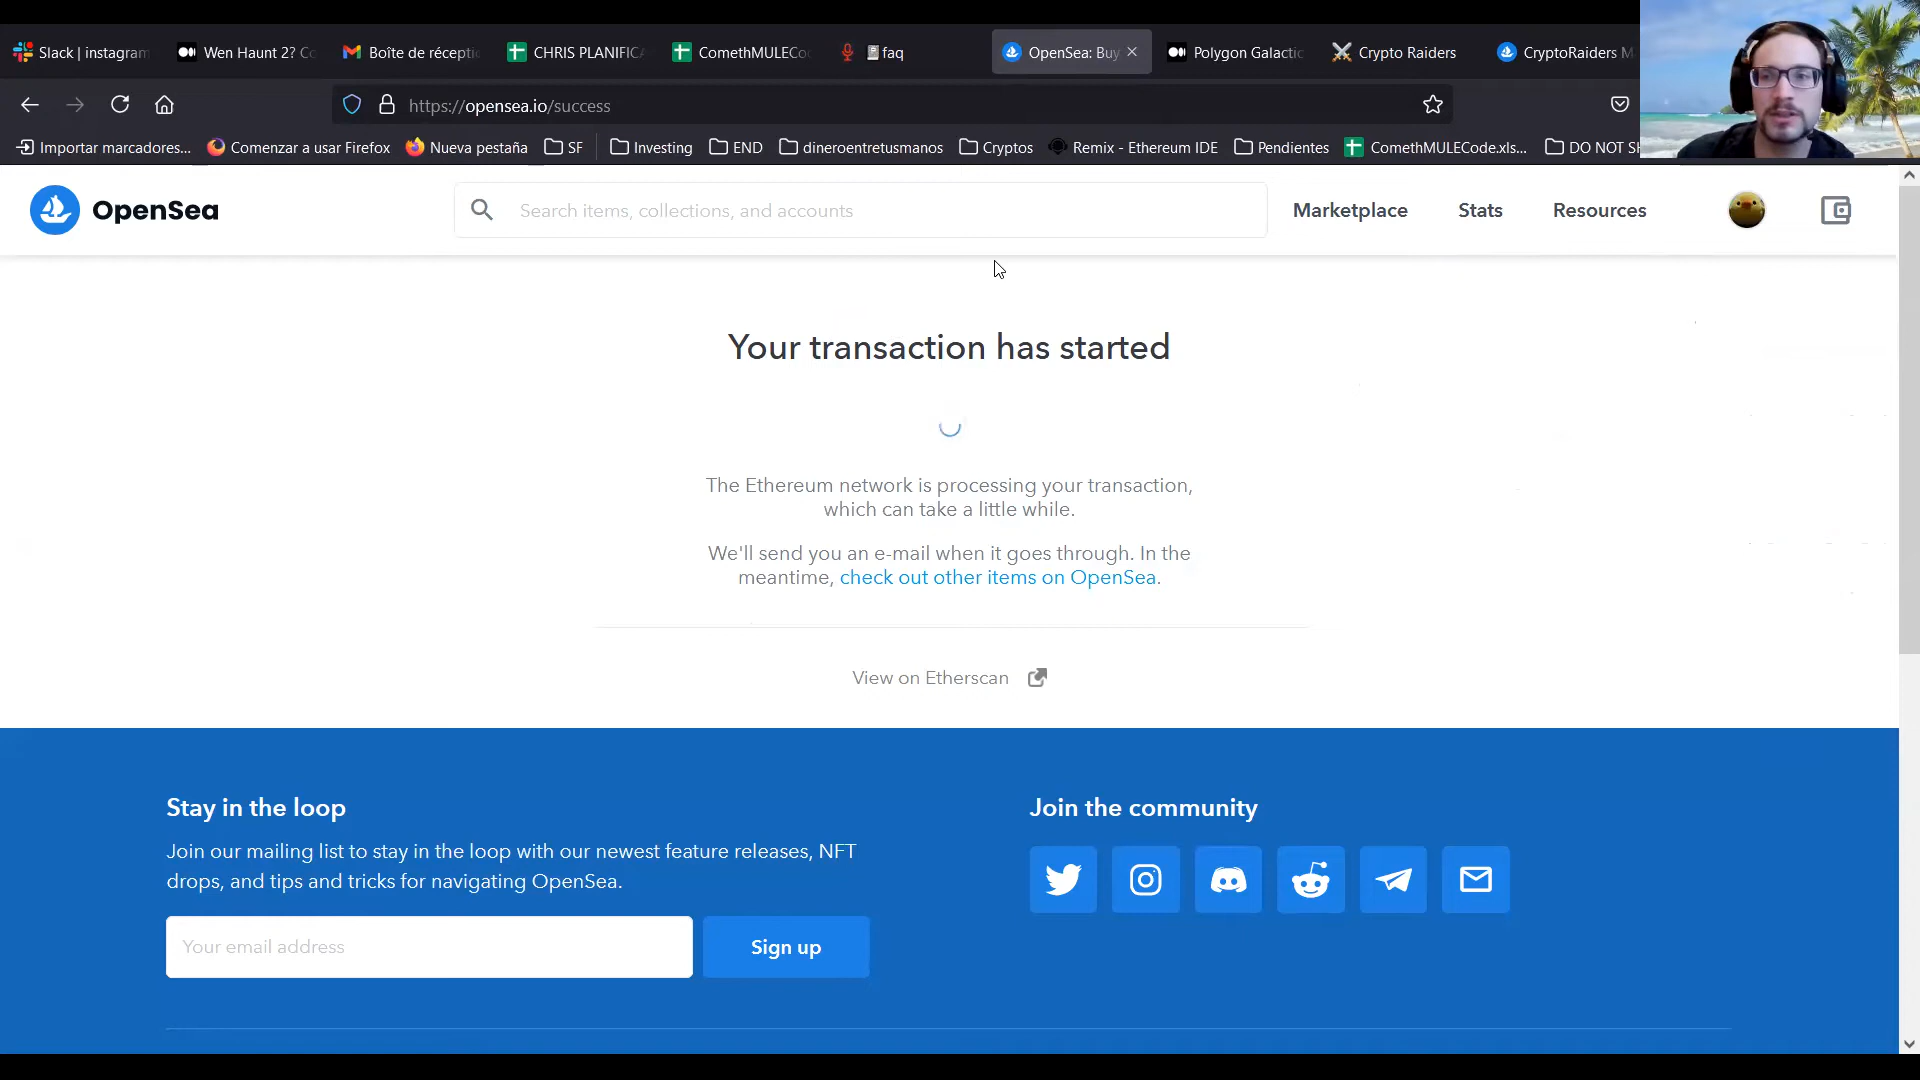 Slack | instagram
Wen Haunt 2? Co
Boîte de récepti
CHRIS PLANIFICA
ComethMULECo
faq
OpenSea: Buy
Polygon Galactic
Crypto Raiders
CryptoRaiders M
https://opensea.io/success
Importar marcadores...
Comenzar a usar Firefox
Nueva pestaña
SF
Investing
END
dineroentretusmanos
Cryptos
Remix - Ethereum IDE
Pendientes
ComethMULECode.xls...
DO NOT SH
OpenSea
Search items, collections, and accounts
Marketplace
Stats
Resources
Your transaction has started
The Ethereum network is processing your transaction,
which can take a little while.
We'll send you an e-mail when it goes through. In the
meantime, check out other items on OpenSea.
View on Etherscan
Stay in the loop
Join our mailing list to stay in the loop with our newest feature releases, NFT
drops, and tips and tricks for navigating OpenSea.
Your email address
Sign up
Join the community